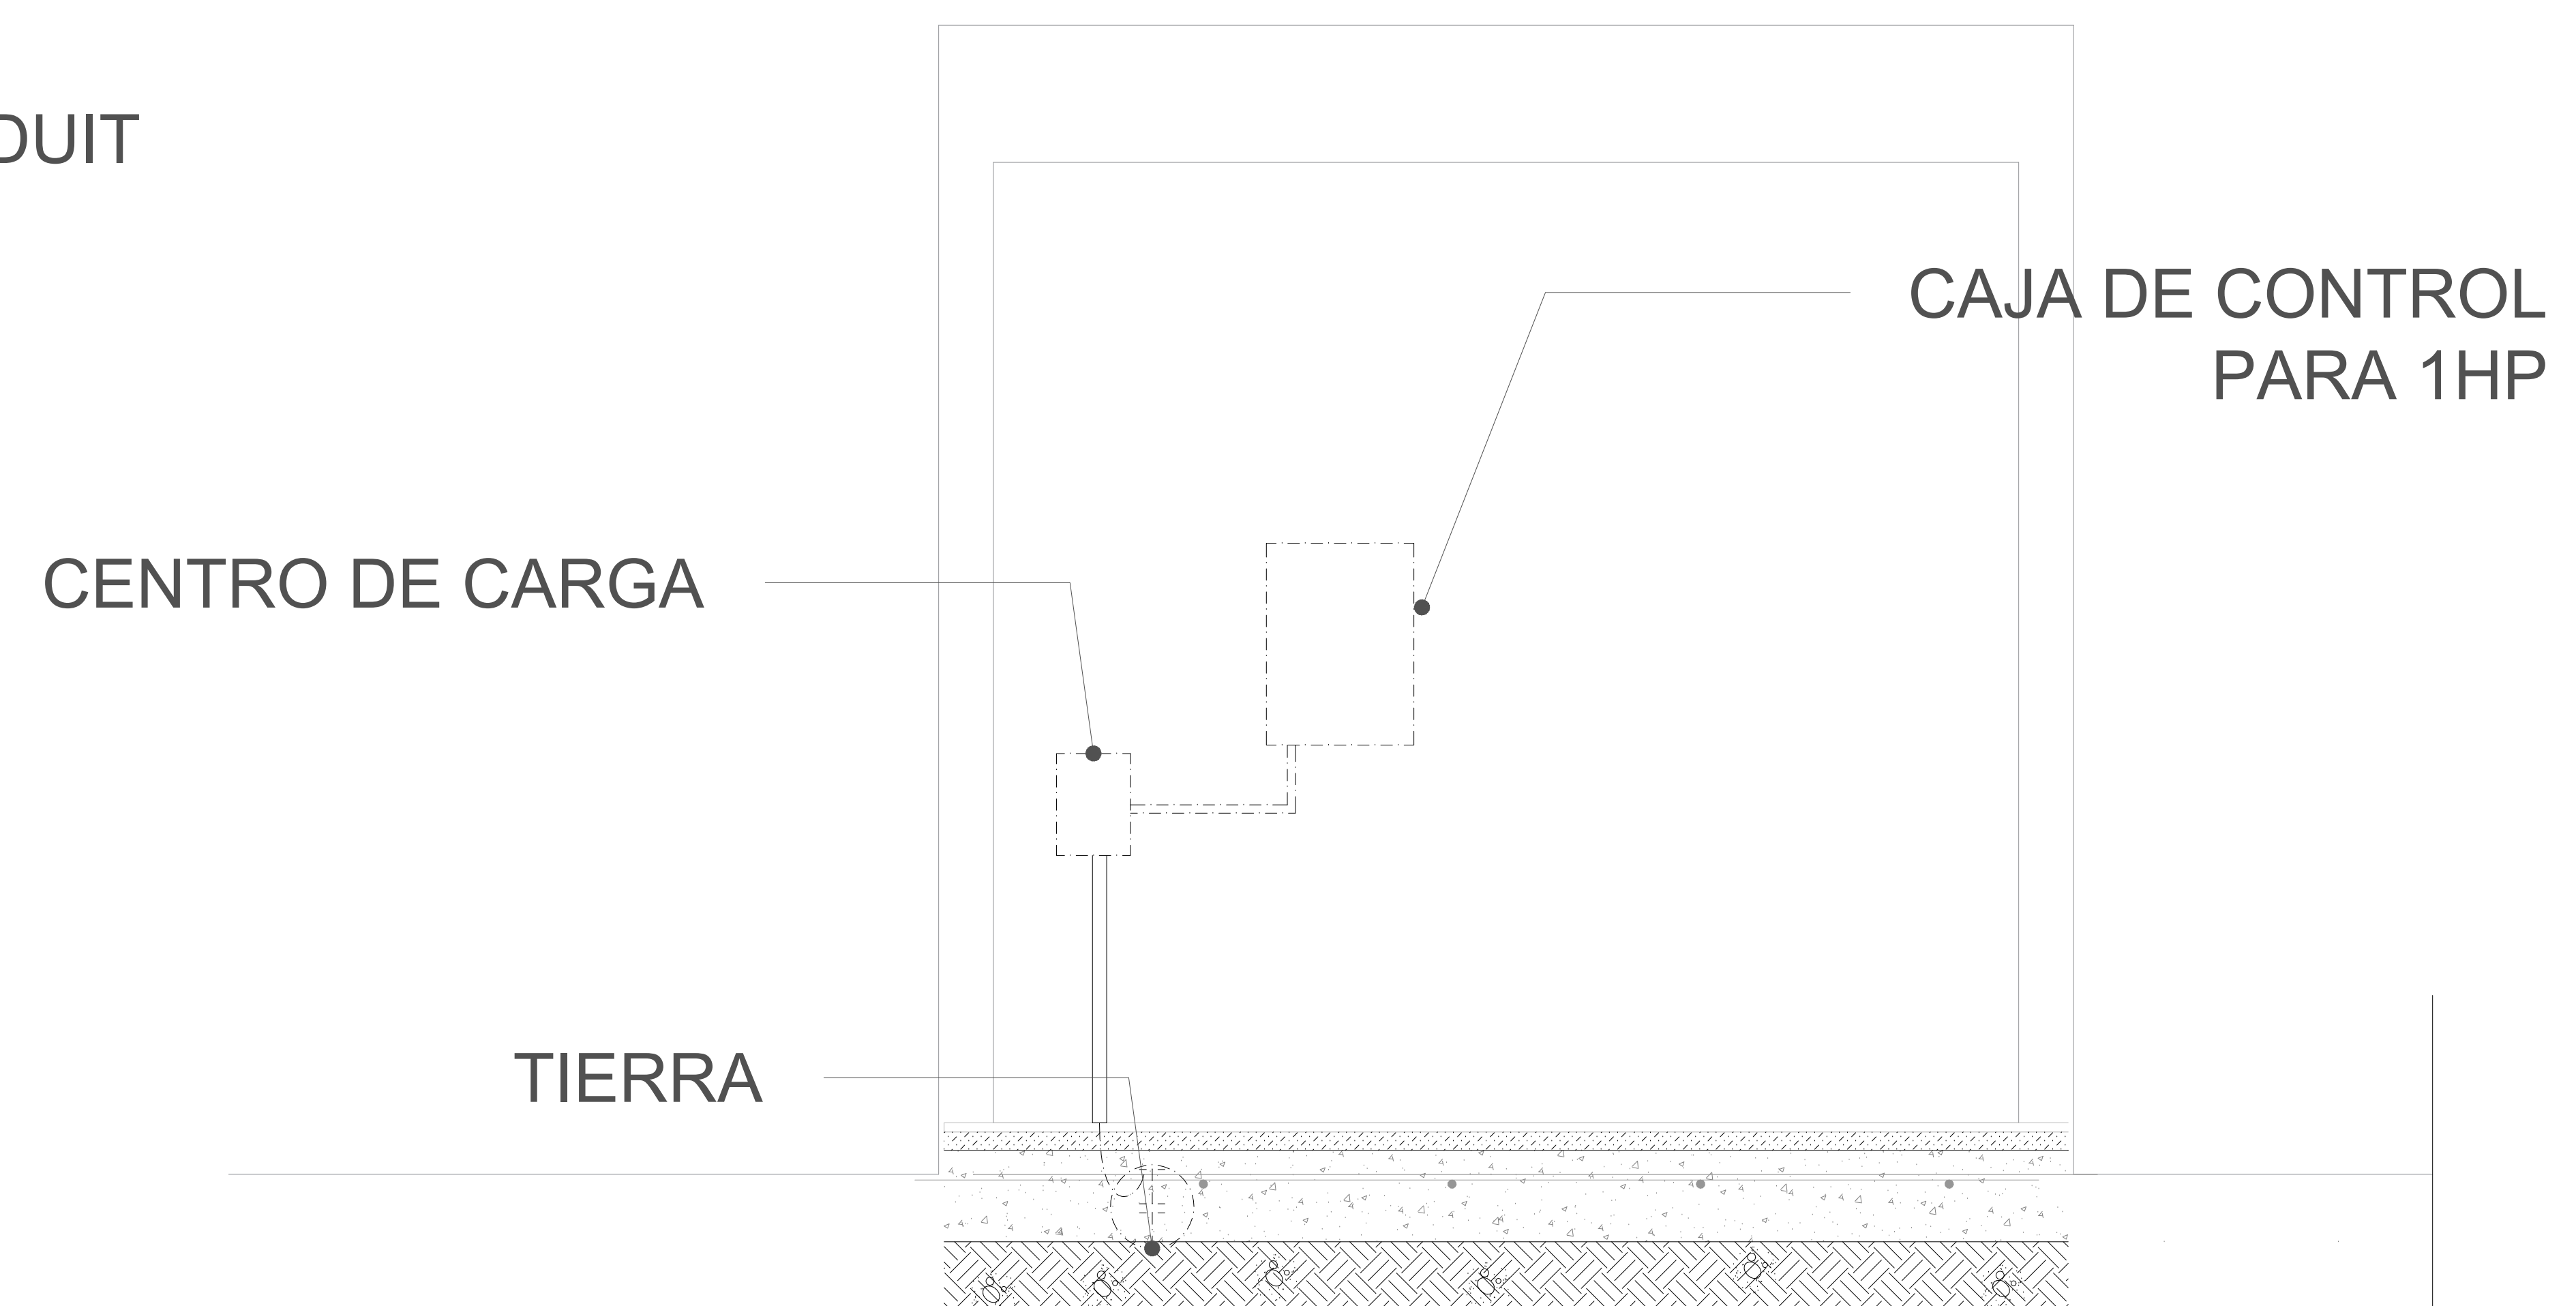 DUIT
CAJA DE CONTROL
PARA 1HP
CENTRO DE CARGA
TIERRA